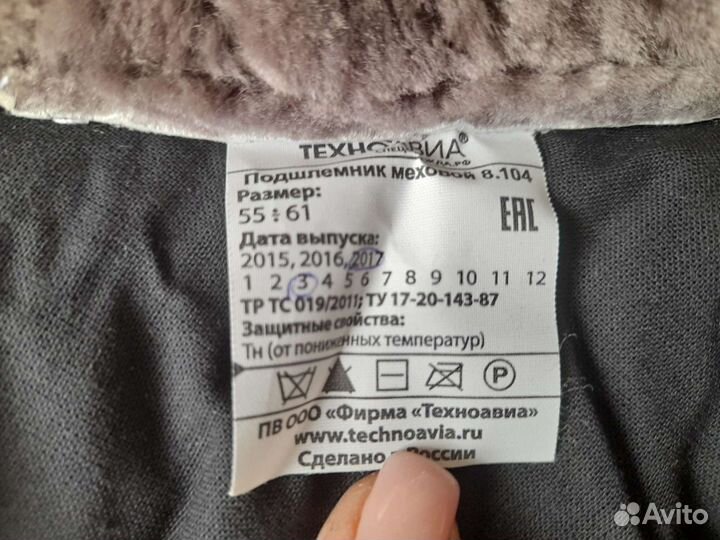 ТЕХНОАВИА®
Подшлемник меховой 8.104
Размер:
55÷61
EAC
Дата выпуска:
2015, 2016, 2017
1 2 3 4 5 6 7 8 9 10 11 12
ТР ТС 019/2011; ТУ 17-20-143-87
Защитные свойства:
Тн (от пониженных температур)
P
ПВ ООО «Фирма «Техноавиа»
www.technoavia.ru
Сделано России
Avito